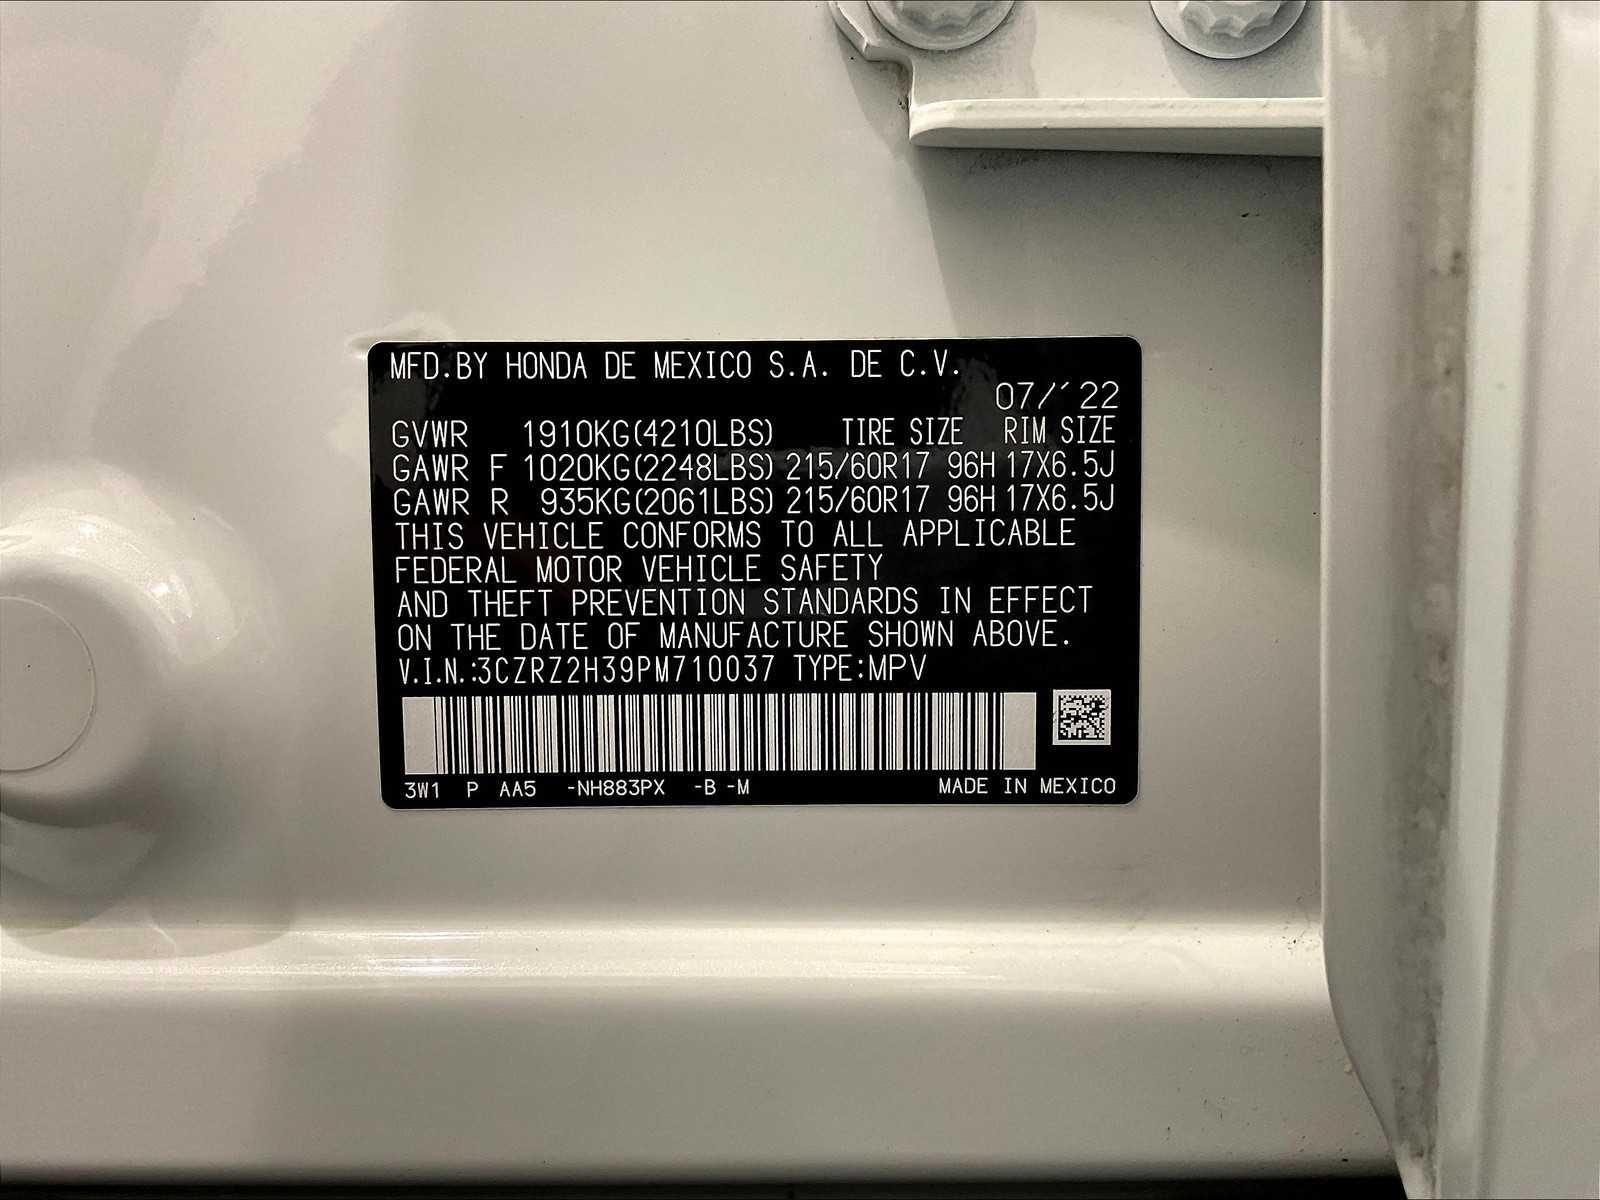 MFD.BY HONDA DE MEXICO S.A. DE C.V.
07/´22
GVWR 1910KG(4210LBS) TIRE SIZE RIM SIZE
GAWR F 1020KG(2248LBS) 215/60R17 96H 17X6.5J
GAWR R 935KG(2061LBS) 215/60R17 96H 17X6.5J
THIS VEHICLE CONFORMS TO ALL APPLICABLE
FEDERAL MOTOR VEHICLE SAFETY
AND THEFT PREVENTION STANDARDS IN EFFECT
ON THE DATE OF MANUFACTURE SHOWN ABOVE.
V.I.N.:3CZRZ2H39PM710037 TYPE:MPV
3W1 P AA5 -NH883PX -B -M MADE IN MEXICO